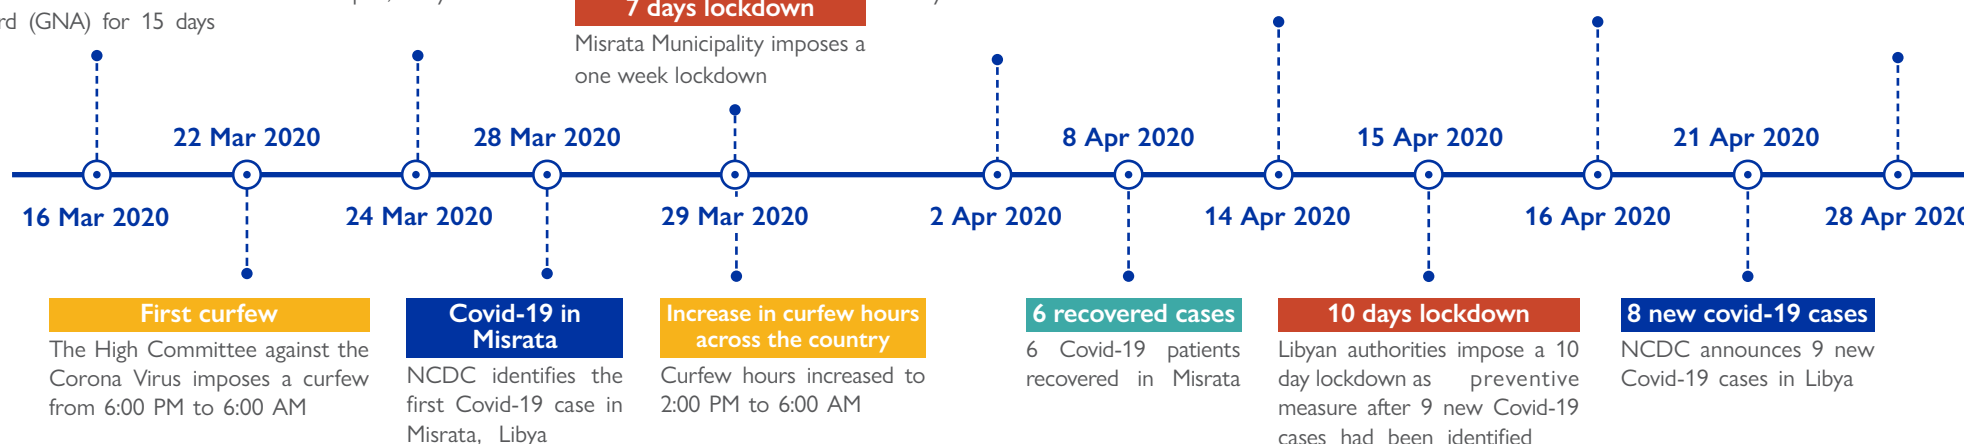 rd (GNA) for 15 days
7 days lockdown
Misrata Municipality imposes a
one week lockdown
22 Mar 2020
28 Mar 2020
8 Apr 2020
15 Apr 2020
21 Apr 2020
16 Mar 2020
24 Mar 2020
29 Mar 2020
2 Apr 2020
14 Apr 2020
16 Apr 2020
28 Apr 2020
First curfew
The High Committee against the
Corona Virus imposes a curfew
from 6:00 PM to 6:00 AM
Covid-19 in
Misrata
NCDC identifies the
first Covid-19 case in
Misrata, Libya
Increase in curfew hours
across the country
Curfew hours increased to
2:00 PM to 6:00 AM
6 recovered cases
6 Covid-19 patients
recovered in Misrata
10 days lockdown
Libyan authorities impose a 10
day lockdown as preventive
measure after 9 new Covid-19
cases had been identified
8 new covid-19 cases
NCDC announces 9 new
Covid-19 cases in Libya